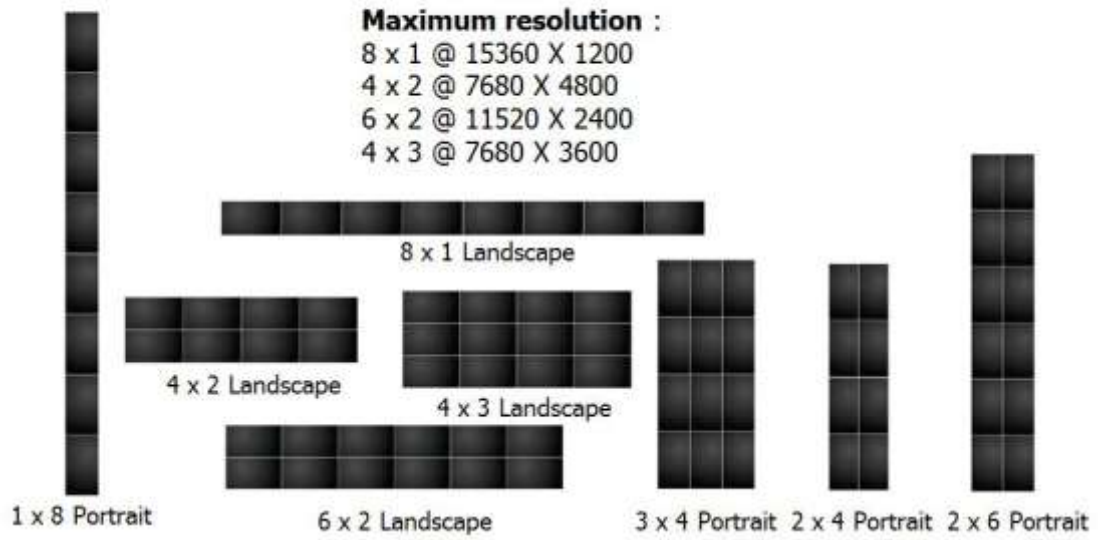 Maximum resolution :
8 x 1 @ 15360 X 1200
4 x 2 @ 7680 X 4800
6 x 2 @ 11520 X 2400
4 x 3 @ 7680 X 3600
8 x 1 Landscape
4 x 2 Landscape
4 x 3 Landscape
1 x 8 Portrait
6 x 2 Landscape
3 x 4 Portrait
2 x 4 Portrait
2 x 6 Portrait